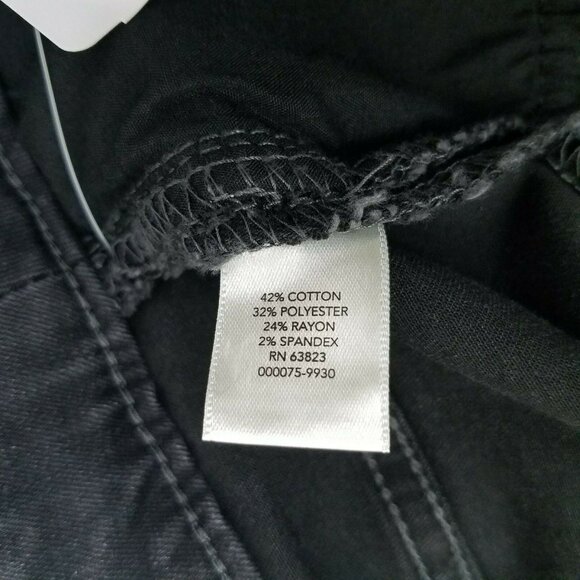 42% COTTON
32% POLYESTER
24% RAYON
2% SPANDEX
RN 63823
000075-9930